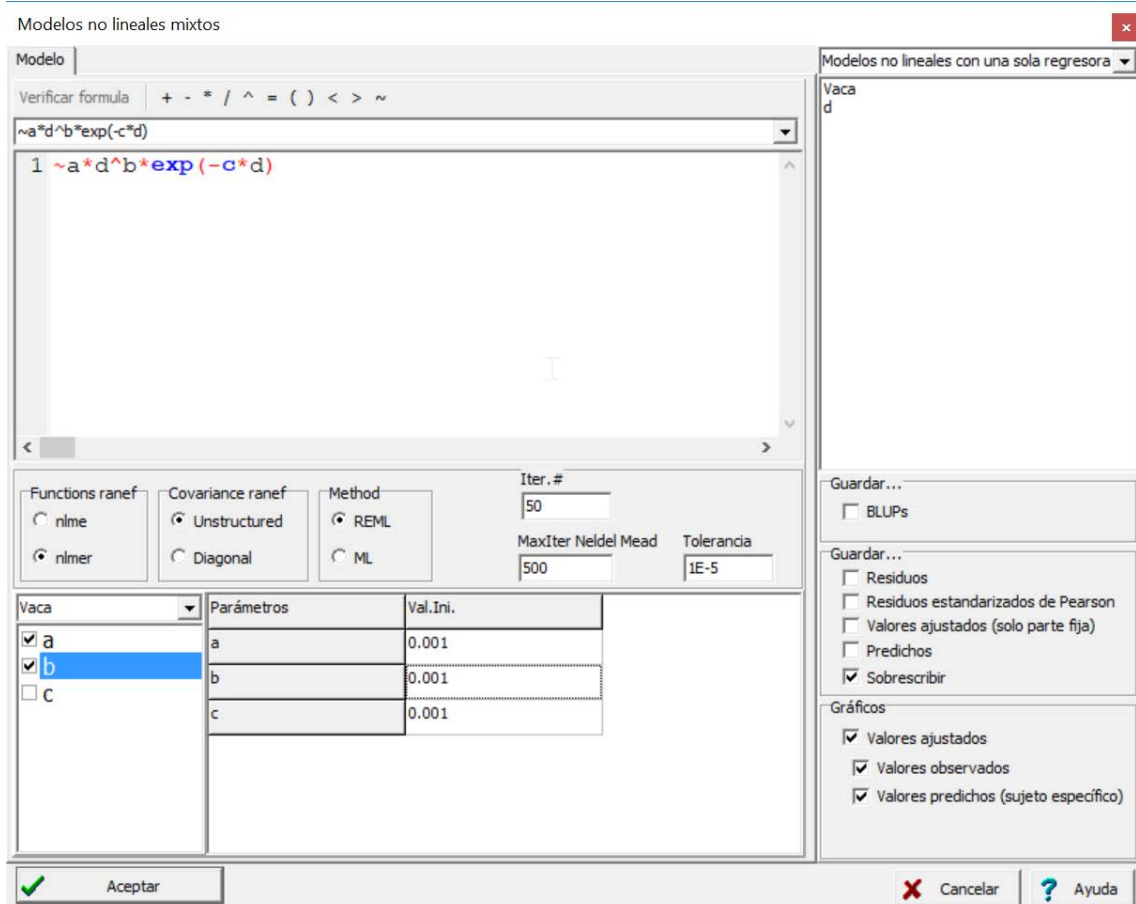 Modelos no lineales mixtos
x
Modelo
Modelos no lineales con una sola regresora
Verificar formula + - * / ^ = ( ) < > ~
Vaca
d
~a*d^b*exp(-c*d)
1 ~a*d^b*exp(-c*d)
Functions ranef
nlme
nlmer
Covariance ranef
Unstructured
Diagonal
Method
REML
ML
Iter.#
50
MaxIter Neldel Mead
500
Tolerancia
1E-5
Guardar...
BLUPs
Guardar...
Residuos
Residuos estandarizados de Pearson
Valores ajustados (solo parte fija)
Predichos
Sobrescribir
Vaca
a
b
c
Parámetros Val.Ini.
a 0.001
b 0.001
c 0.001
Gráficos
Valores ajustados
Valores observados
Valores predichos (sujeto específico)
Aceptar
Cancelar
? Ayuda